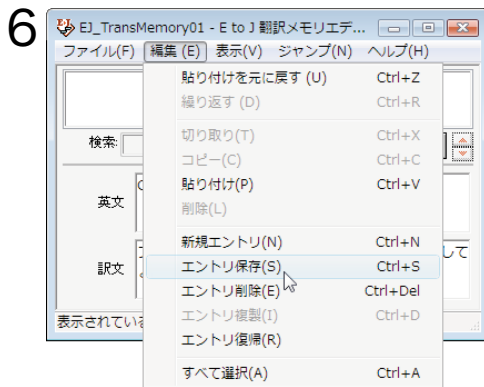 6
EJ_TransMemory01 - E to J 翻訳メモリエデ...
ファイル(F) 編集(E) 表示(V) ジャンプ(N) ヘルプ(H)
貼り付けを元に戻す(U) Ctrl+Z
繰り返す(D) Ctrl+R
検索:
切り取り(T) Ctrl+X
コピー(C) Ctrl+C
貼り付け(P) Ctrl+V
英文
削除(L)
新規エントリ(N) Ctrl+N
エントリ保存(S) Ctrl+S
して
訳文
エントリ削除(E) Ctrl+Del
エントリ複製(I) Ctrl+D
表示されてい
エントリ復帰(R)
すべて選択(A) Ctrl+A